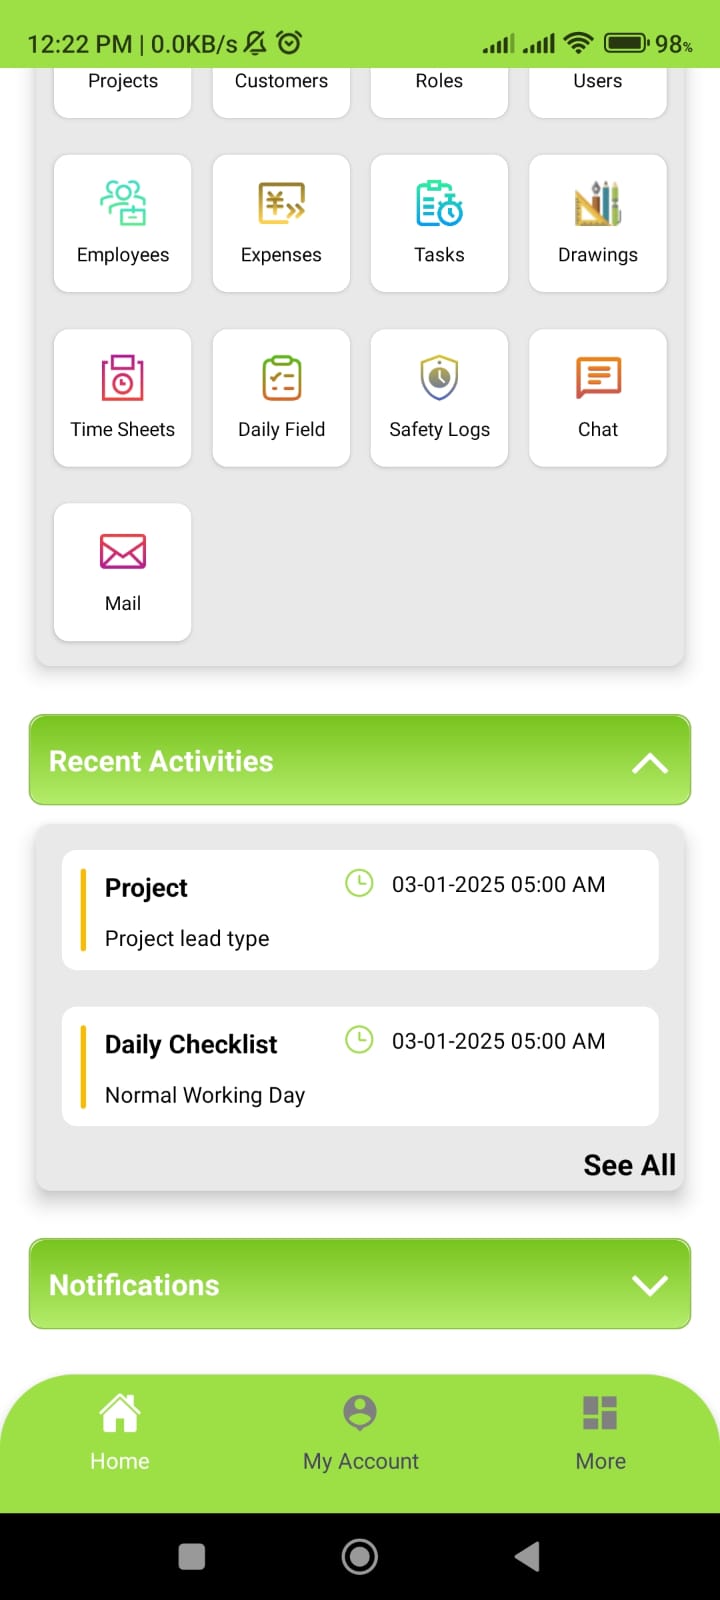 12:22 PM | 0.0KB/s 98%
Projects Customers Roles Users
Employees Expenses Tasks Drawings
Time Sheets Daily Field Safety Logs Chat
Mail
Recent Activities
Project 03-01-2025 05:00 AM
Project lead type
Daily Checklist 03-01-2025 05:00 AM
Normal Working Day
See All
Notifications
Home My Account More